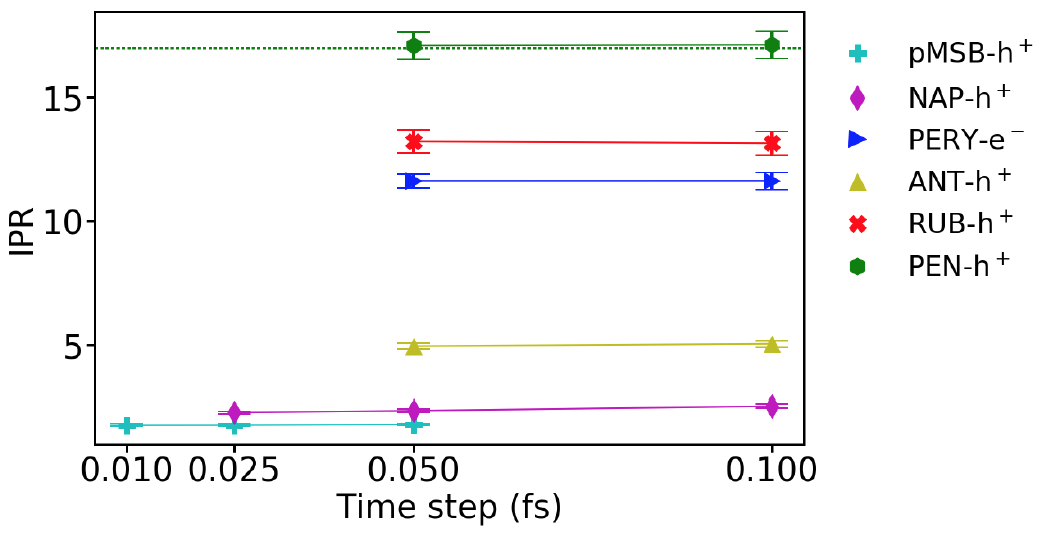 IPR
15
10
5
0.010 0.025 0.050 0.100
Time step (fs)
pMSB-h⁺
NAP-h⁺
PERY-e⁻
ANT-h⁺
RUB-h⁺
PEN-h⁺